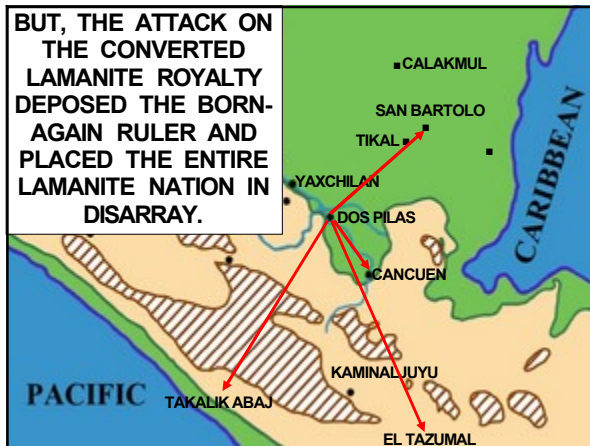 BUT, THE ATTACK ON
THE CONVERTED
LAMANITE ROYALTY
DEPOSED THE BORN-
AGAIN RULER AND
PLACED THE ENTIRE
LAMANITE NATION IN
DISARRAY.
CALAKMUL
SAN BARTOLO
TIKAL
YAXCHILAN
DOS PILAS
CARIBBEAN
CANCUEN
KAMINALJUYU
PACIFIC
TAKALIK ABAJ
EL TAZUMAL